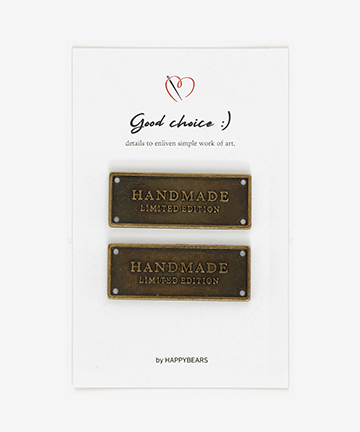 Good choice :)
details to enliven simple work of art.
HANDMADE
LIMITED EDITION
HANDMADE
LIMITED EDITION
by HAPPYBEARS